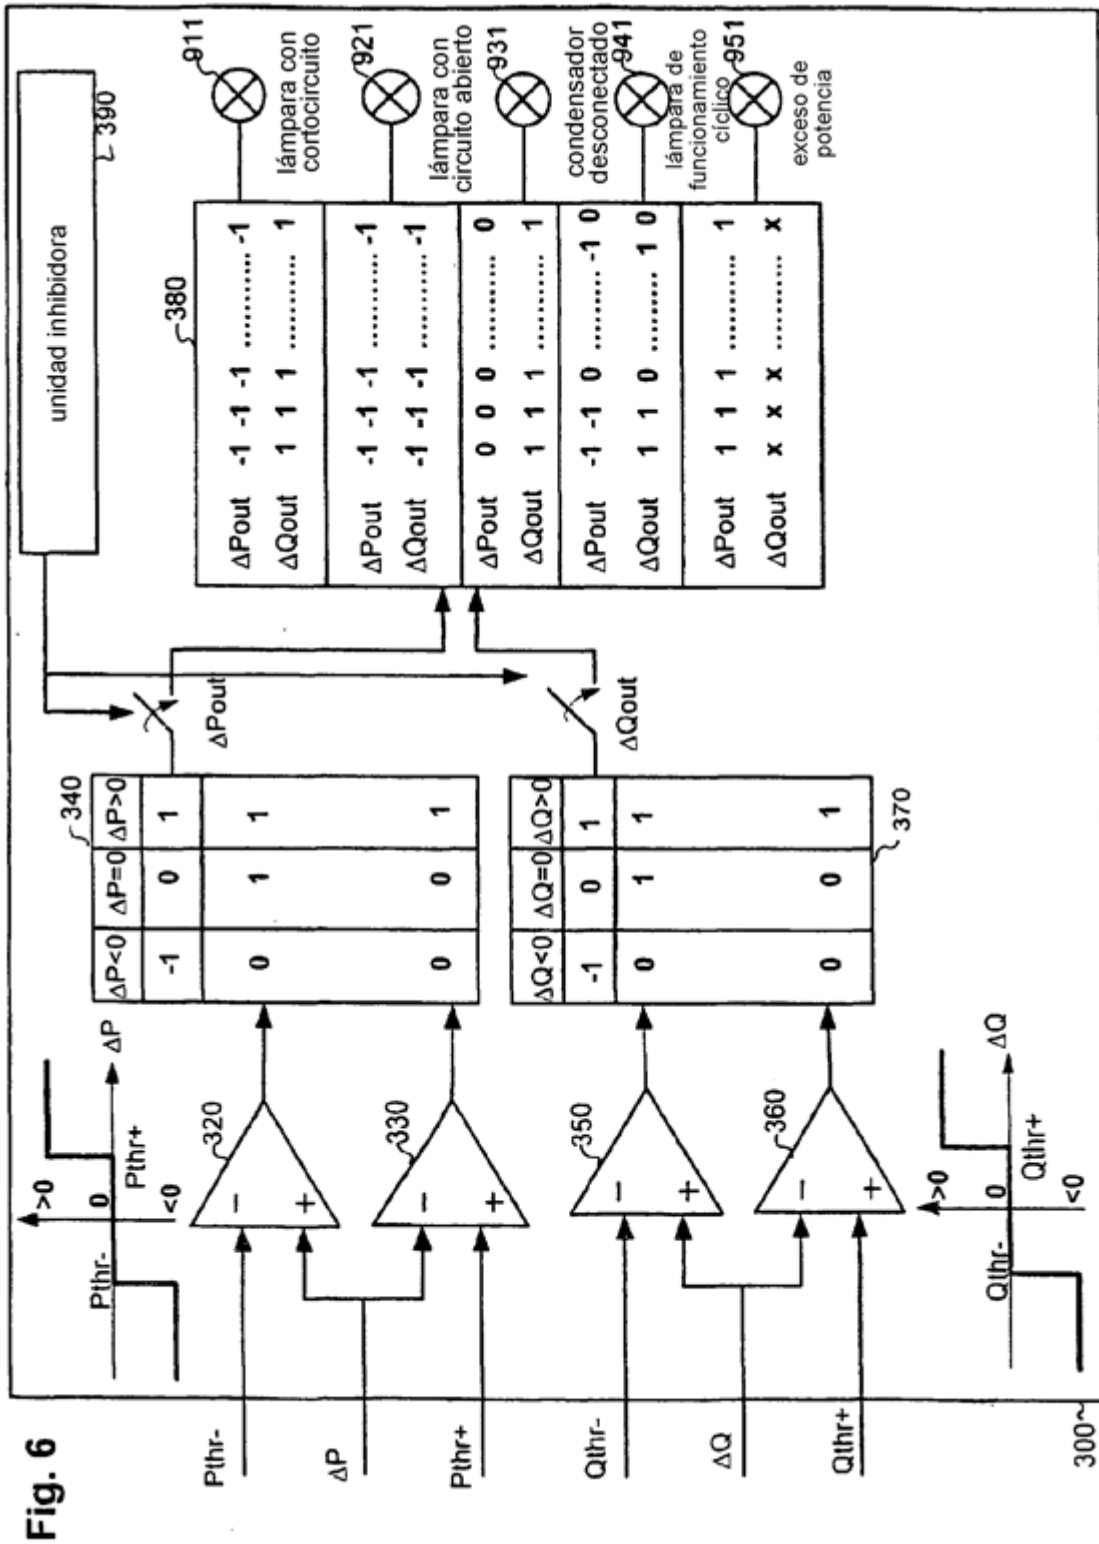 Fig. 6
unidad inhibidora
390
>0
0
<0
Pthr-
Pthr+
ΔP
340
ΔP<0 ΔP=0 ΔP>0
-1 0 1
0 1 1
0 0 1
Pthr-
ΔP
Pthr+
320
-
+
330
-
+
ΔPout
Qthr-
ΔQ
Qthr+
350
-
+
360
-
+
ΔQ<0 ΔQ=0 ΔQ>0
-1 0 1
0 1 1
0 0 1
370
ΔQout
>0
0
<0
Qthr-
Qthr+
ΔQ
300
380
ΔPout -1 -1 -1 ........... -1
ΔQout 1 1 1 ........... 1
911
lámpara con
cortocircuito
ΔPout -1 -1 -1 ........... -1
ΔQout -1 -1 -1 ........... -1
921
lámpara con
circuito abierto
ΔPout 0 0 0 ........... 0
ΔQout 1 1 1 ........... 1
931
condensador
desconectado
ΔPout -1 -1 0 ......... -1 0
ΔQout 1 1 0 ......... 1 0
941
lámpara de
funcionamiento
cíclico
ΔPout 1 1 1 ........... 1
ΔQout x x x ........... x
951
exceso de
potencia